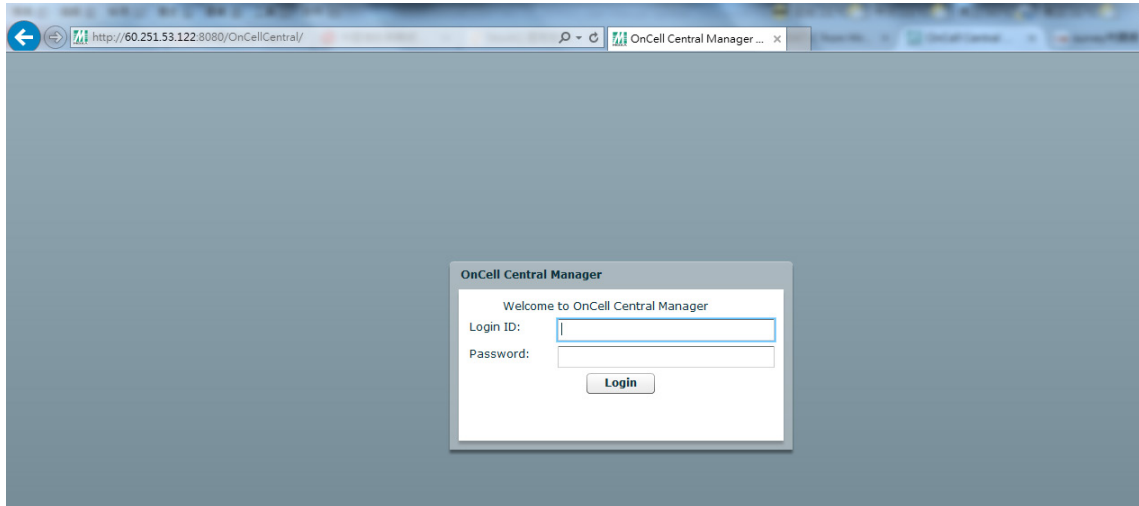 http://60.251.53.122:8080/OnCellCentral/
OnCell Central Manager ...
OnCell Central Manager
Welcome to OnCell Central Manager
Login ID:
Password:
Login